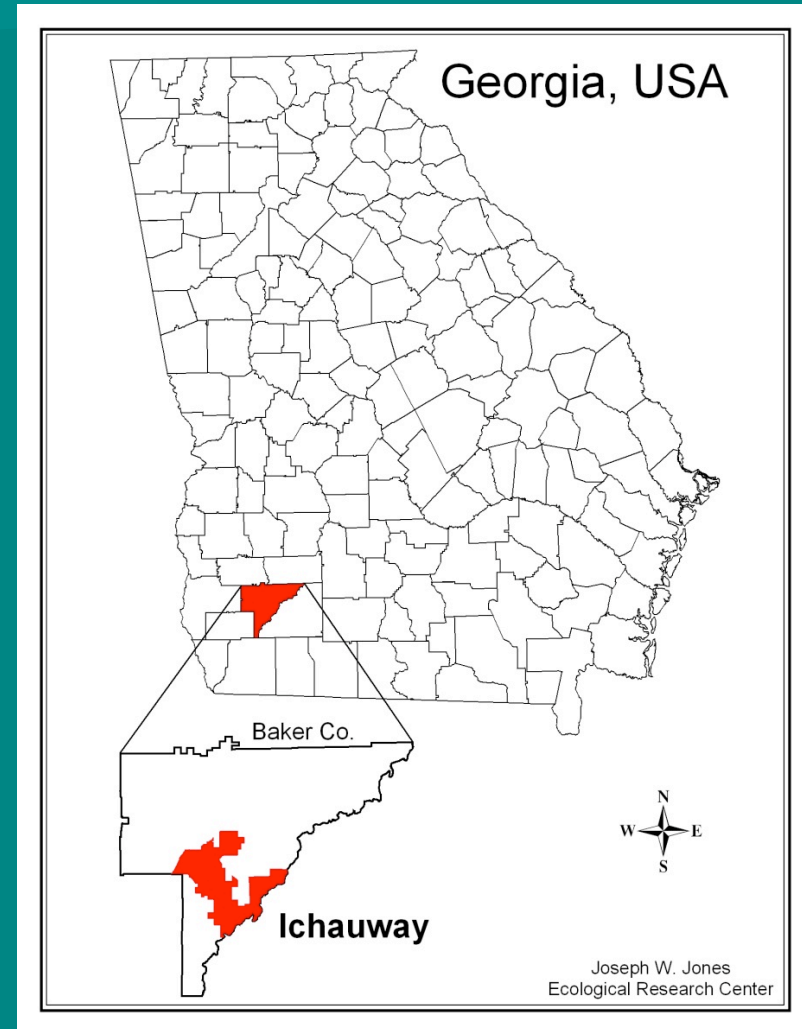 Georgia, USA
Baker Co.
N
W E
S
Ichauway
Joseph W. Jones
Ecological Research Center